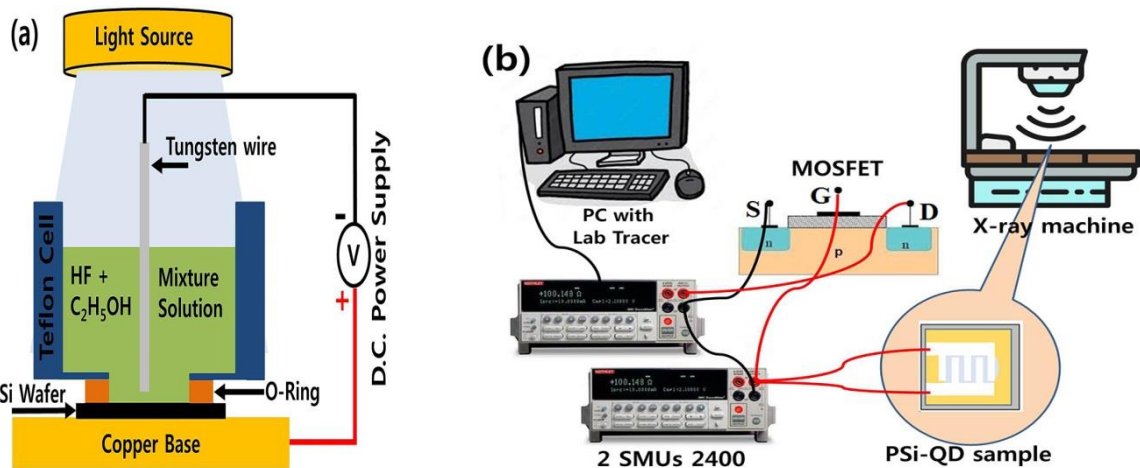 (a)
Light Source
Tungsten wire
Teflon Cell
HF +
C₂H₅OH
Mixture
Solution
-
V
+
D.C. Power Supply
Si Wafer
O-Ring
Copper Base
(b)
PC with
Lab Tracer
MOSFET
S
G
D
n
p
n
X-ray machine
+100.148 Ω
+100.148 Ω
2 SMUs 2400
PSi-QD sample